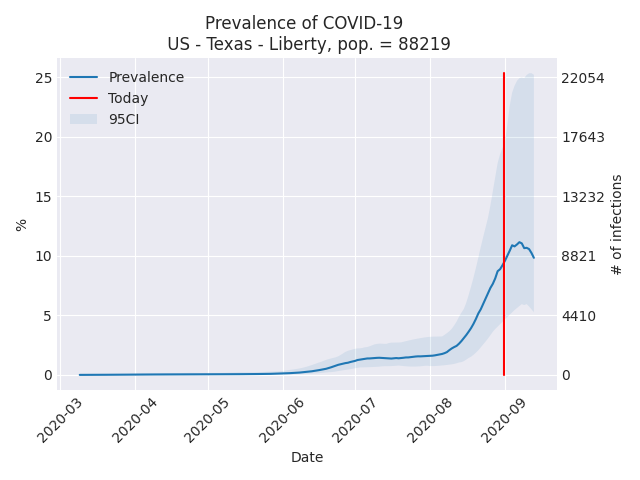 Prevalence of COVID-19
US - Texas - Liberty, pop. = 88219
Prevalence
Today
95CI
25
20
15
10
5
0
%
22054
17643
13232
8821
4410
0
# of infections
2020-03
2020-04
2020-05
2020-06
2020-07
2020-08
2020-09
Date